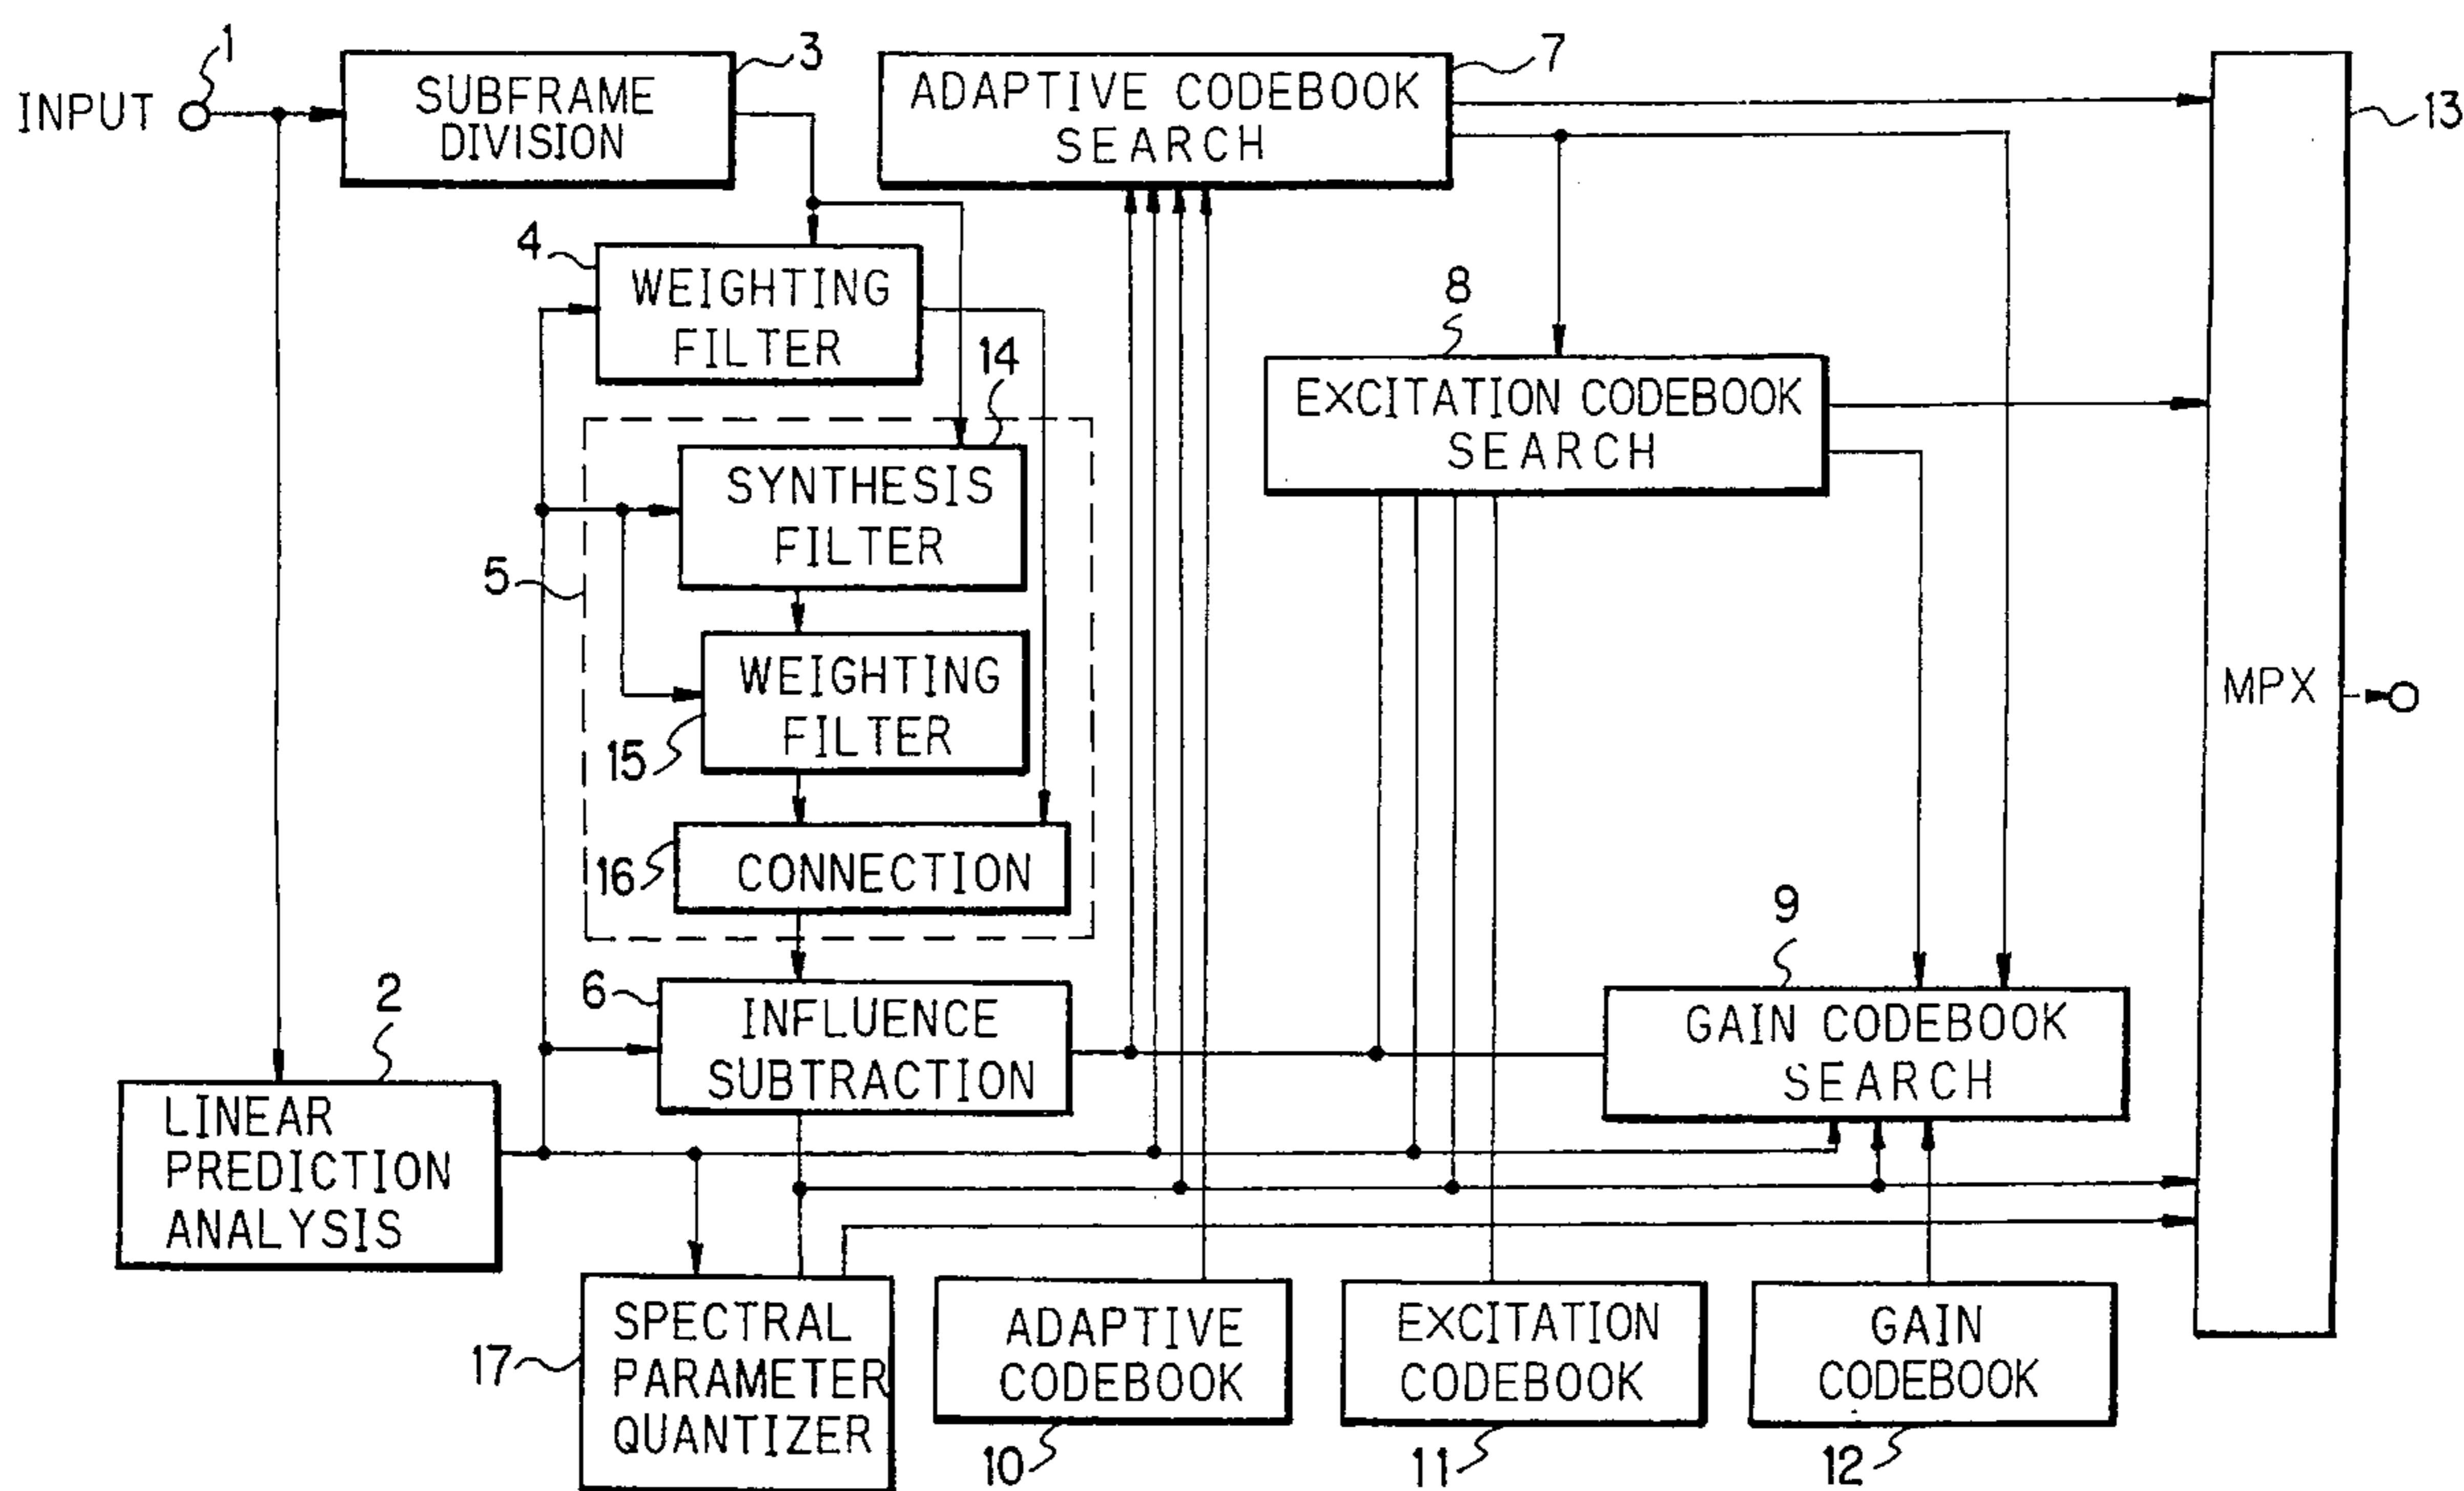 1
INPUT
3
SUBFRAME
DIVISION
7
ADAPTIVE CODEBOOK
SEARCH
13
4
WEIGHTING
FILTER
8
EXCITATION CODEBOOK
SEARCH
14
SYNTHESIS
FILTER
5
WEIGHTING
FILTER
15
MPX
16
CONNECTION
9
GAIN CODEBOOK
SEARCH
6
INFLUENCE
SUBTRACTION
2
LINEAR
PREDICTION
ANALYSIS
17
SPECTRAL
PARAMETER
QUANTIZER
ADAPTIVE
CODEBOOK
10
EXCITATION
CODEBOOK
11
GAIN
CODEBOOK
12